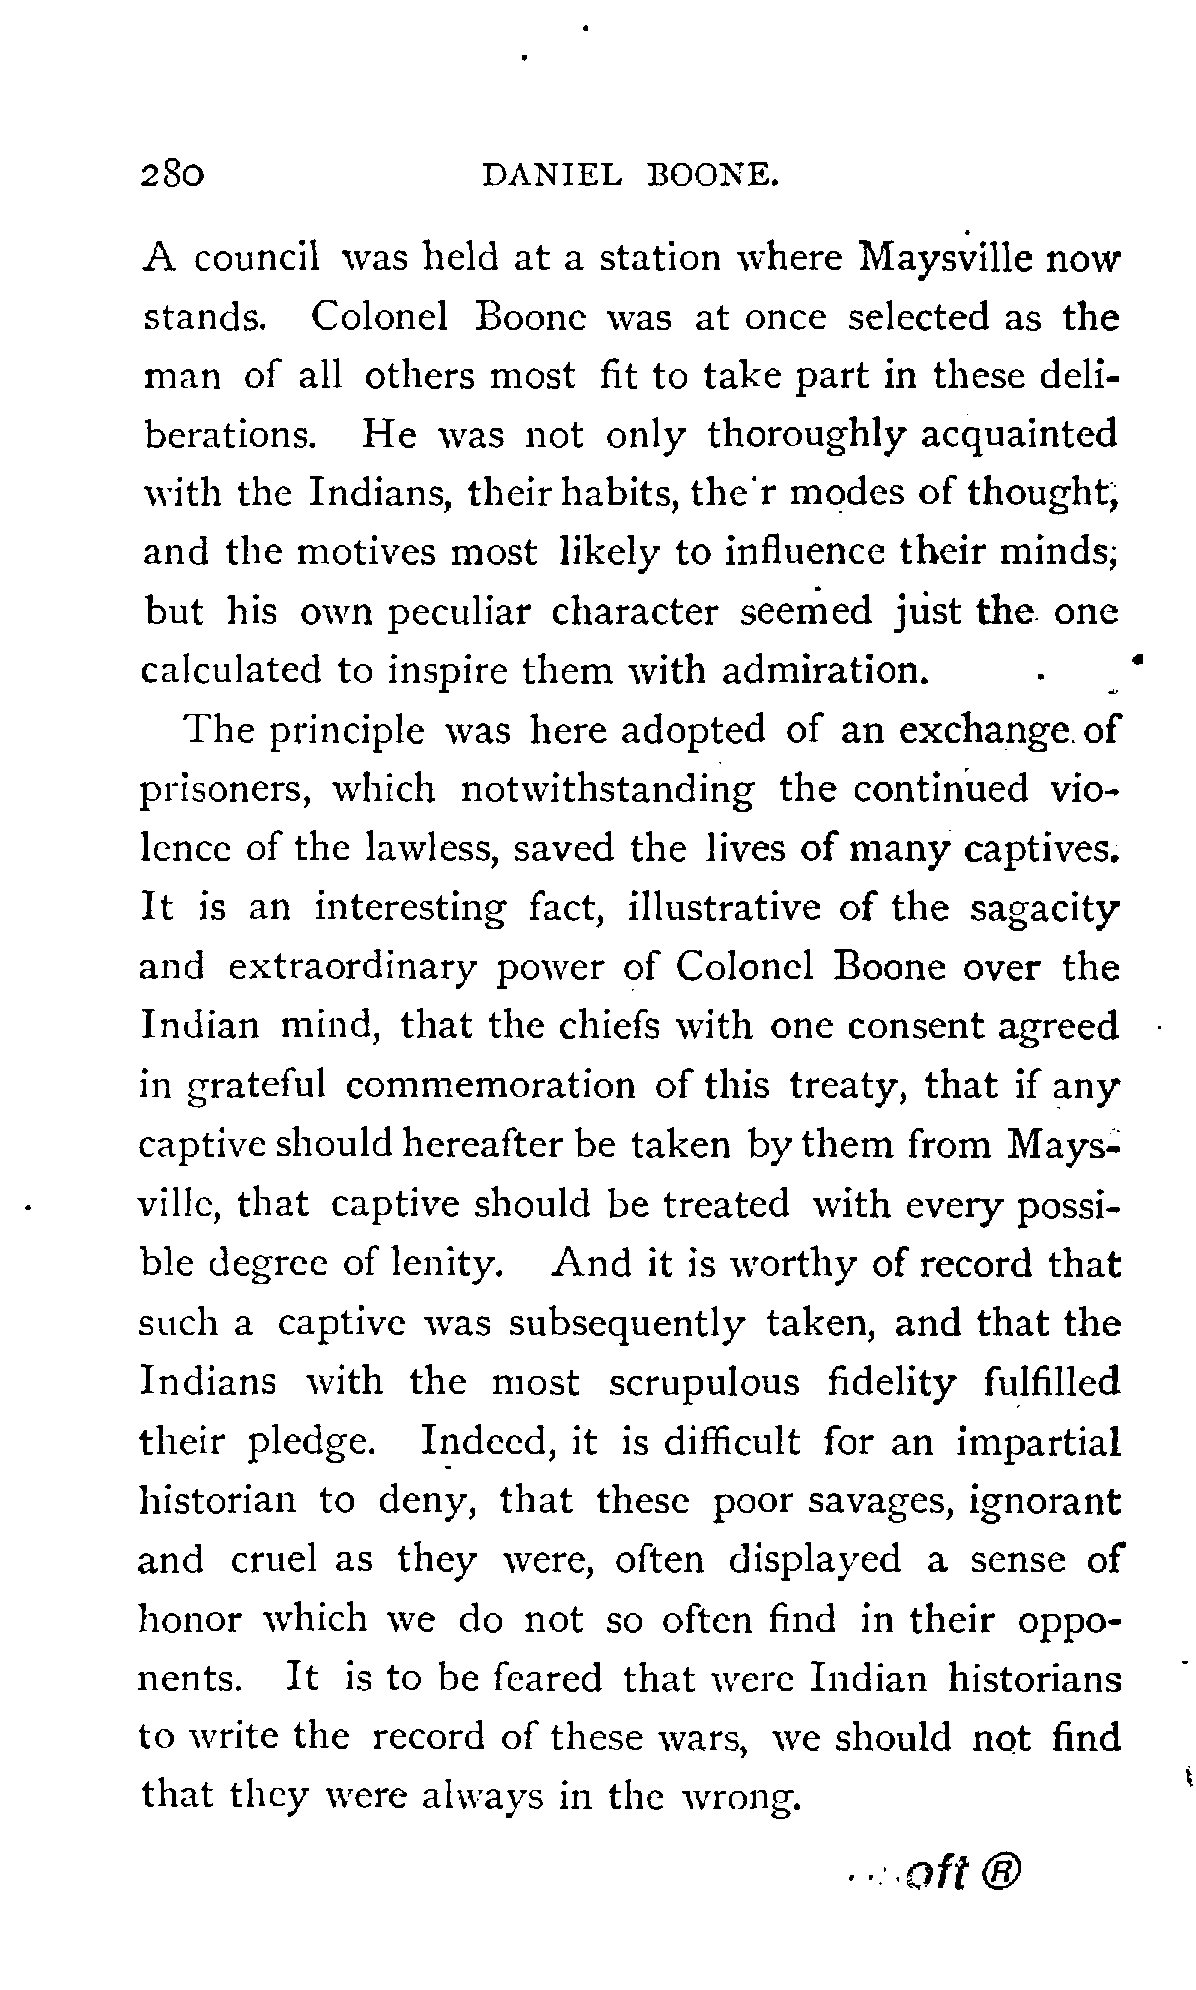 280 DANIEL BOONE.
A council was held at a station where Maysville now
stands. Colonel Boone was at once selected as the
man of all others most fit to take part in these deli-
berations. He was not only thoroughly acquainted
with the Indians, their habits, the'r modes of thought,
and the motives most likely to influence their minds;
but his own peculiar character seemed just the one
calculated to inspire them with admiration.
The principle was here adopted of an exchange of
prisoners, which notwithstanding the continued vio-
lence of the lawless, saved the lives of many captives.
It is an interesting fact, illustrative of the sagacity
and extraordinary power of Colonel Boone over the
Indian mind, that the chiefs with one consent agreed
in grateful commemoration of this treaty, that if any
captive should hereafter be taken by them from Mays-
ville, that captive should be treated with every possi-
ble degree of lenity. And it is worthy of record that
such a captive was subsequently taken, and that the
Indians with the most scrupulous fidelity fulfilled
their pledge. Indeed, it is difficult for an impartial
historian to deny, that these poor savages, ignorant
and cruel as they were, often displayed a sense of
honor which we do not so often find in their oppo-
nents. It is to be feared that were Indian historians
to write the record of these wars, we should not find
that they were always in the wrong.
oft ®